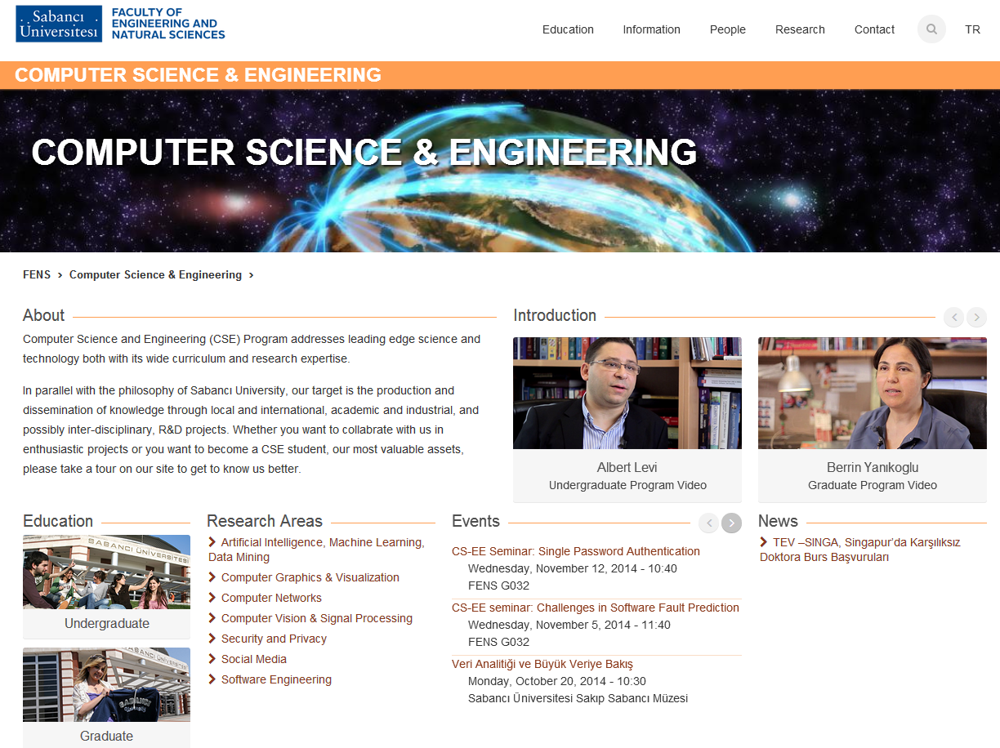 Sabancı
Üniversitesi
FACULTY OF
ENGINEERING AND
NATURAL SCIENCES
Education
Information
People
Research
Contact
TR
COMPUTER SCIENCE & ENGINEERING
COMPUTER SCIENCE & ENGINEERING
FENS > Computer Science & Engineering >
About
Computer Science and Engineering (CSE) Program addresses leading edge science and
technology both with its wide curriculum and research expertise.
In parallel with the philosophy of Sabancı University, our target is the production and
dissemination of knowledge through local and international, academic and industrial, and
possibly inter-disciplinary, R&D projects. Whether you want to collabrate with us in
enthusiastic projects or you want to become a CSE student, our most valuable assets,
please take a tour on our site to get to know us better.
Introduction
Albert Levi
Undergraduate Program Video
Berrin Yanıkoglu
Graduate Program Video
Education
SABANCI ÜNİVERSİTESİ
Undergraduate
SABANCI ÜNİVERSİTESİ
SABANCI
University
Graduate
Research Areas
Artificial Intelligence, Machine Learning,
Data Mining
Computer Graphics & Visualization
Computer Networks
Computer Vision & Signal Processing
Security and Privacy
Social Media
Software Engineering
Events
CS-EE Seminar: Single Password Authentication
Wednesday, November 12, 2014 - 10:40
FENS G032
CS-EE seminar: Challenges in Software Fault Prediction
Wednesday, November 5, 2014 - 11:40
FENS G032
Veri Analitiği ve Büyük Veriye Bakış
Monday, October 20, 2014 - 10:30
Sabancı Üniversitesi Sakıp Sabancı Müzesi
News
TEV –SINGA, Singapur'da Karşılıksız
Doktora Burs Başvuruları